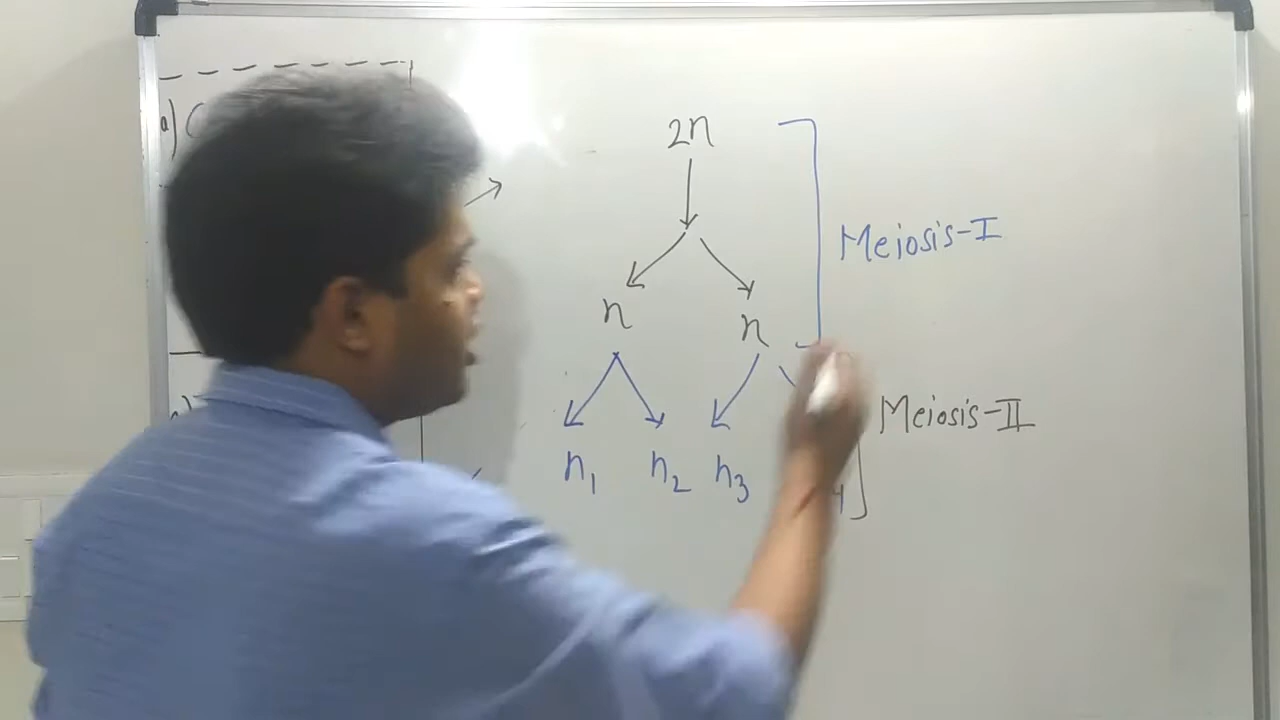 a)
2n
Meiosis-I
n n
Meiosis-II
n₁ n₂ n₃